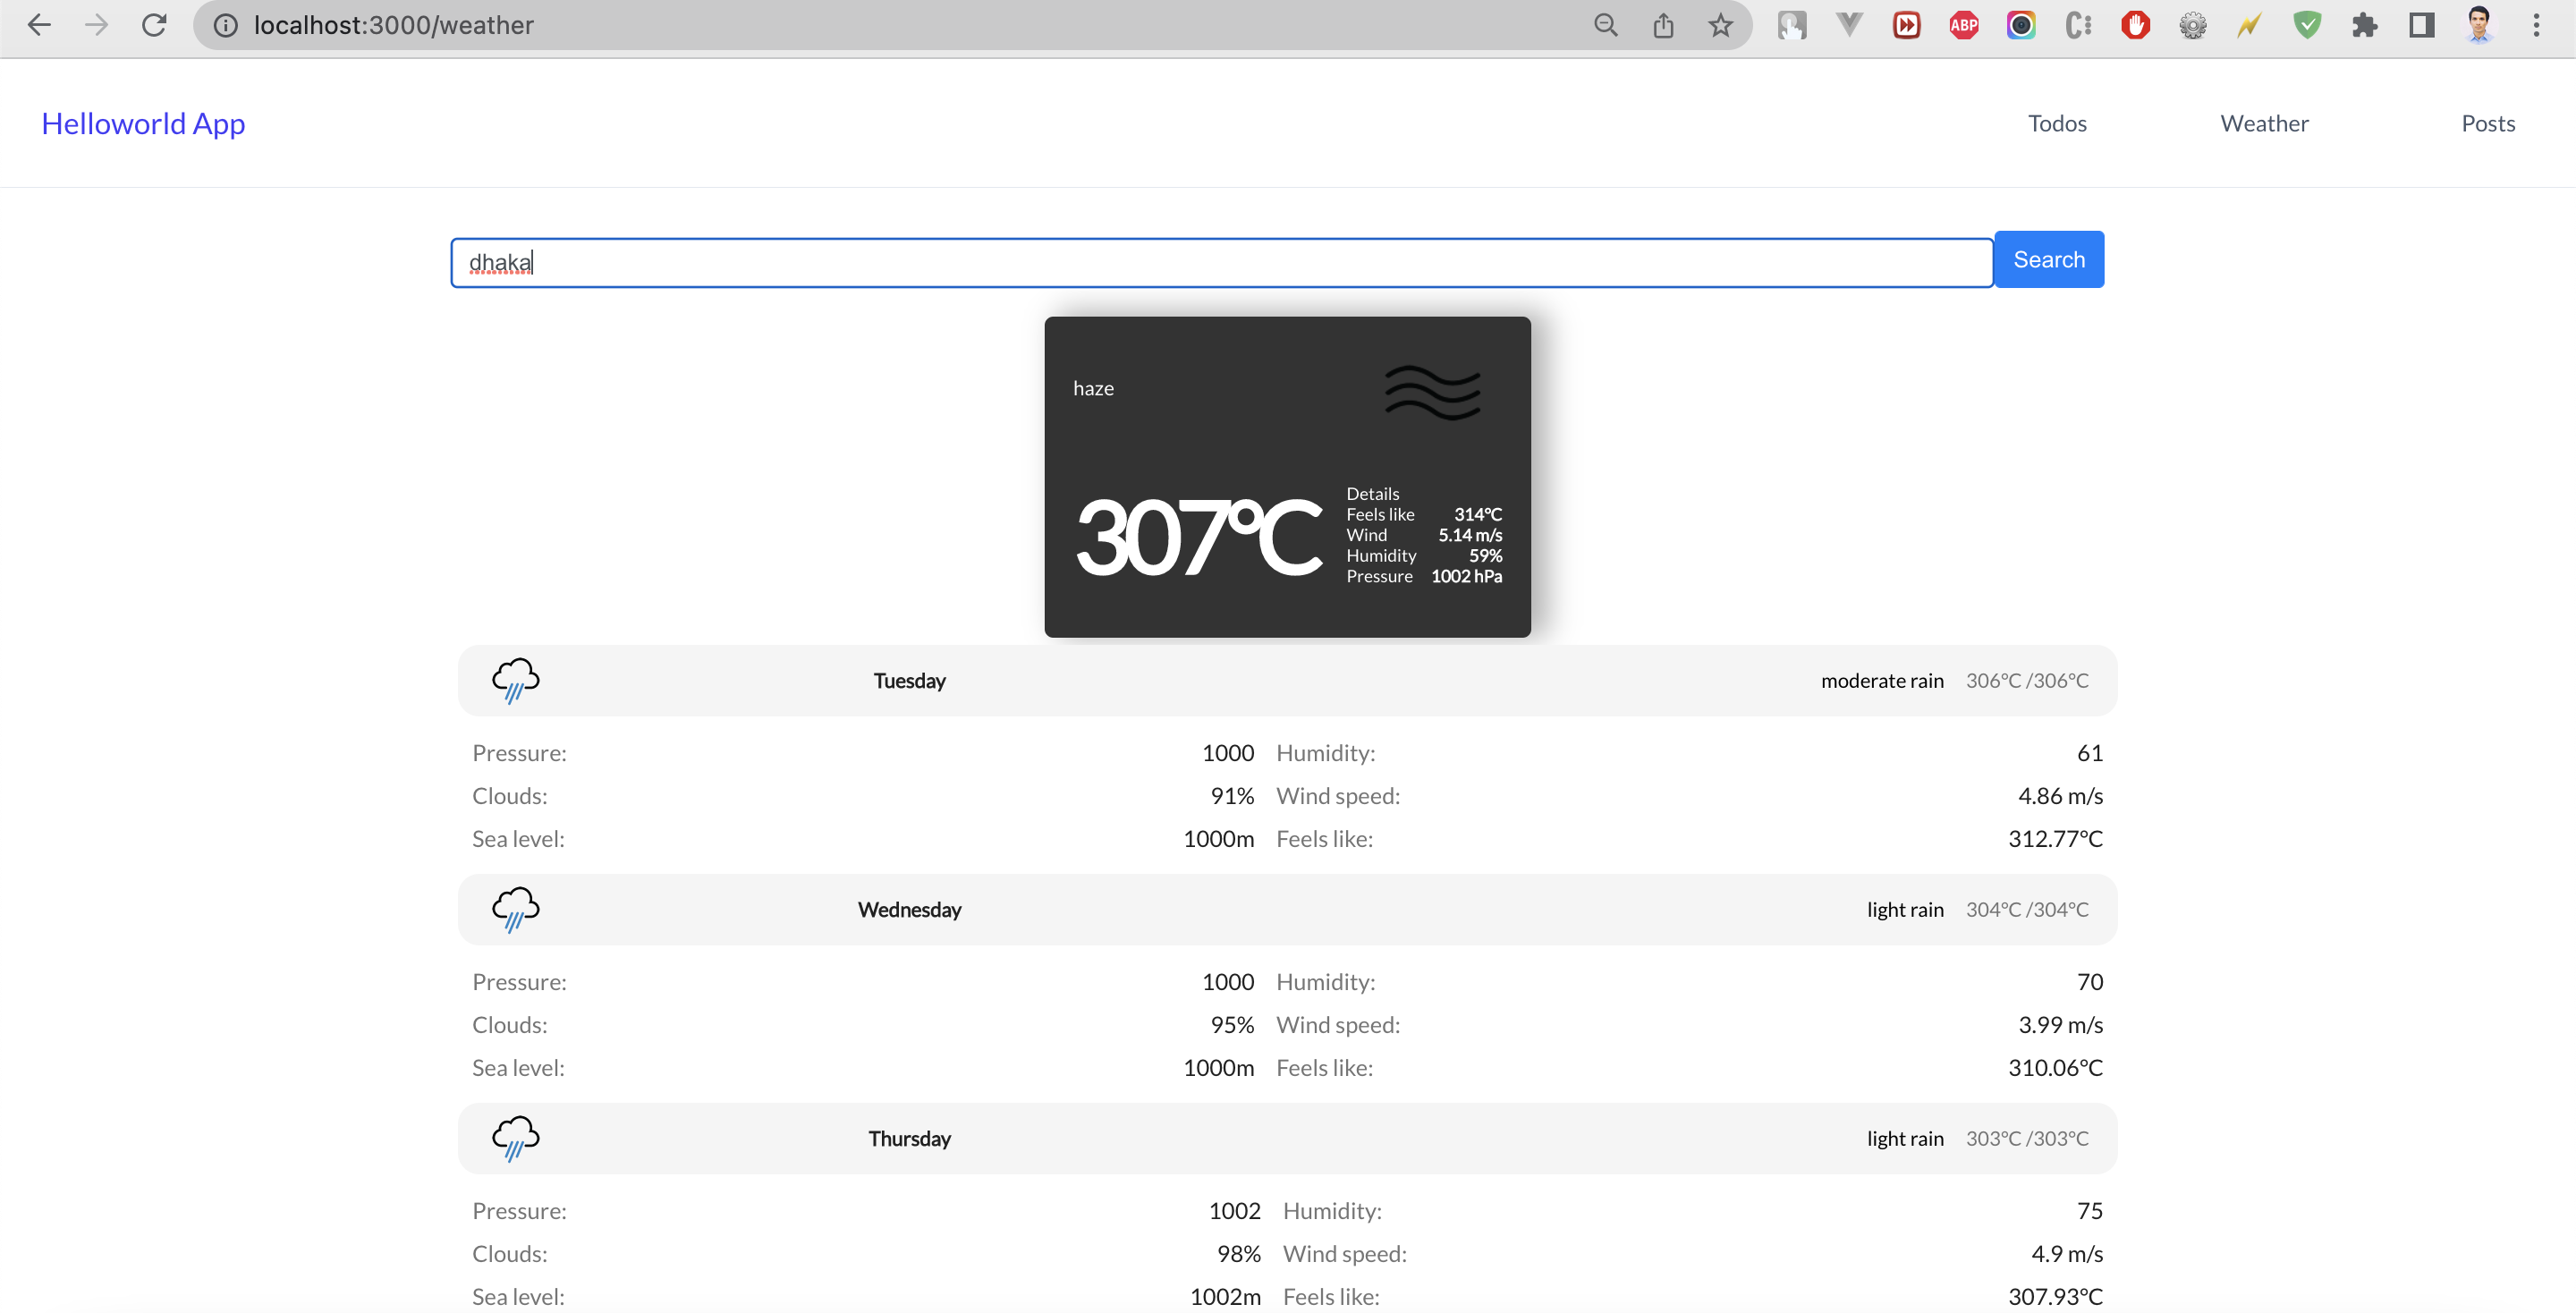 localhost:3000/weather
ABP
Helloworld App Todos Weather Posts
dhaka Search
haze
307°C
Details
Feels like 314°C
Wind 5.14 m/s
Humidity 59%
Pressure 1002 hPa
Tuesday moderate rain 306°C /306°C
Pressure: 1000 Humidity: 61
Clouds: 91% Wind speed: 4.86 m/s
Sea level: 1000m Feels like: 312.77°C
Wednesday light rain 304°C /304°C
Pressure: 1000 Humidity: 70
Clouds: 95% Wind speed: 3.99 m/s
Sea level: 1000m Feels like: 310.06°C
Thursday light rain 303°C /303°C
Pressure: 1002 Humidity: 75
Clouds: 98% Wind speed: 4.9 m/s
Sea level: 1002m Feels like: 307.93°C